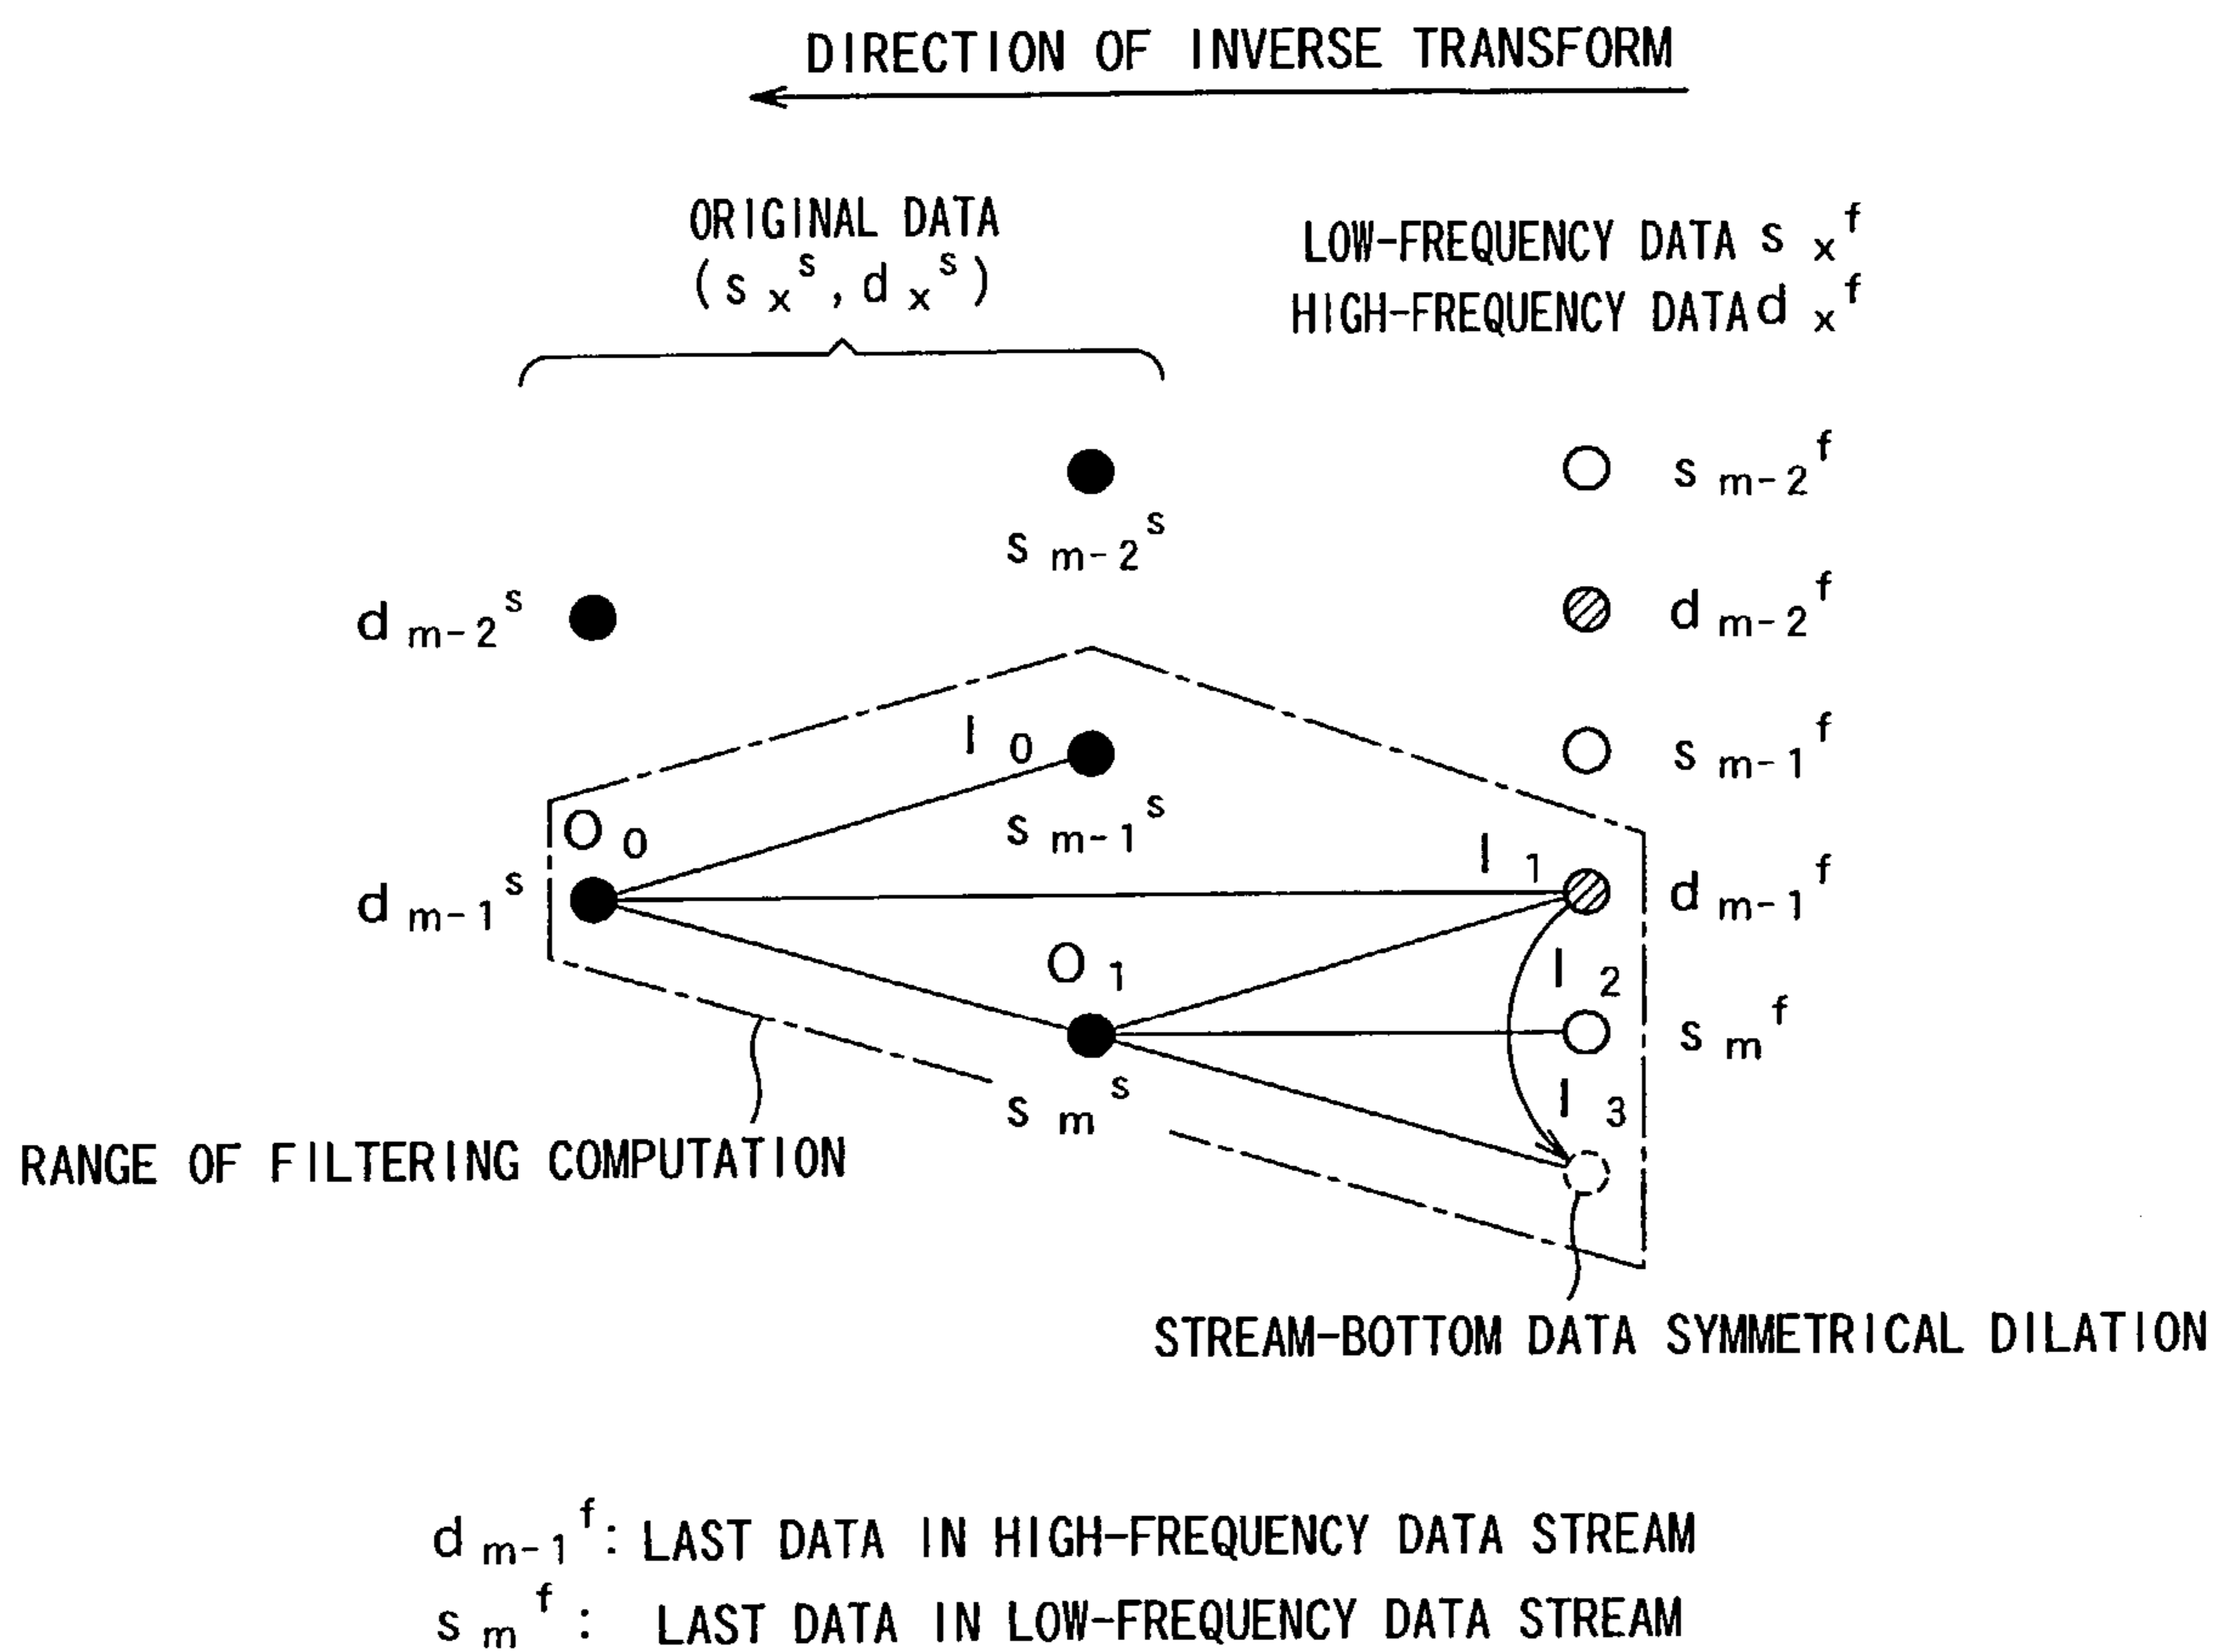 DIRECTION OF INVERSE TRANSFORM
ORIGINAL DATA
(s x s, d x s)
LOW-FREQUENCY DATA s x f
HIGH-FREQUENCY DATA d x f
s m-2 f
s m-2 s
d m-2 s
d m-2 f
I 0
s m-1 f
s m-1 s
O 0
I 1
d m-1 s
d m-1 f
O 1
I 2
s m f
s m s
I 3
RANGE OF FILTERING COMPUTATION
STREAM-BOTTOM DATA SYMMETRICAL DILATION
d m-1 f: LAST DATA IN HIGH-FREQUENCY DATA STREAM
s m f: LAST DATA IN LOW-FREQUENCY DATA STREAM